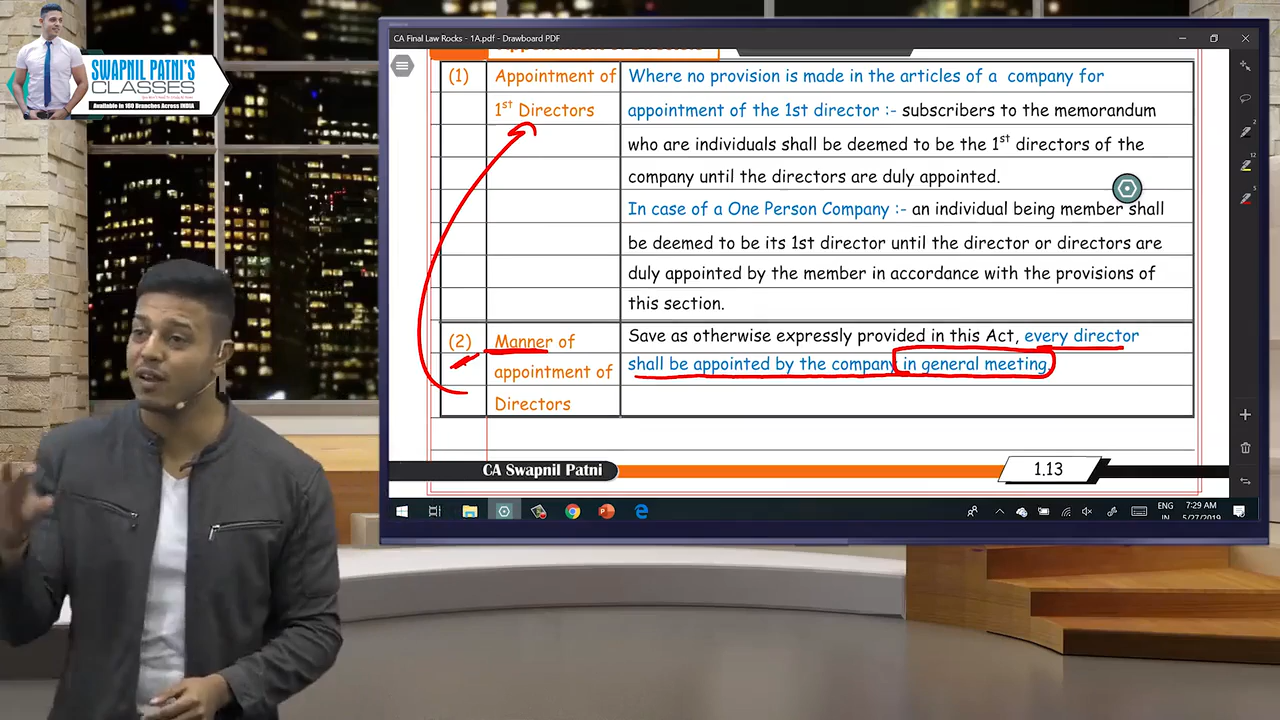 SWAPNIL PATNI'S
CLASSES
Available in 150 Branches Across INDIA
CA Final Law Rocks - 1A.pdf - Drawboard PDF
(1) Appointment of Where no provision is made in the articles of a company for
1st Directors appointment of the 1st director :- subscribers to the memorandum
who are individuals shall be deemed to be the 1st directors of the
company until the directors are duly appointed.
In case of a One Person Company :- an individual being member shall
be deemed to be its 1st director until the director or directors are
duly appointed by the member in accordance with the provisions of
this section.
(2) Manner of Save as otherwise expressly provided in this Act, every director
appointment of shall be appointed by the company in general meeting.
Directors
CA Swapnil Patni 1.13
ENG 7:29 AM
IN 5/27/2019